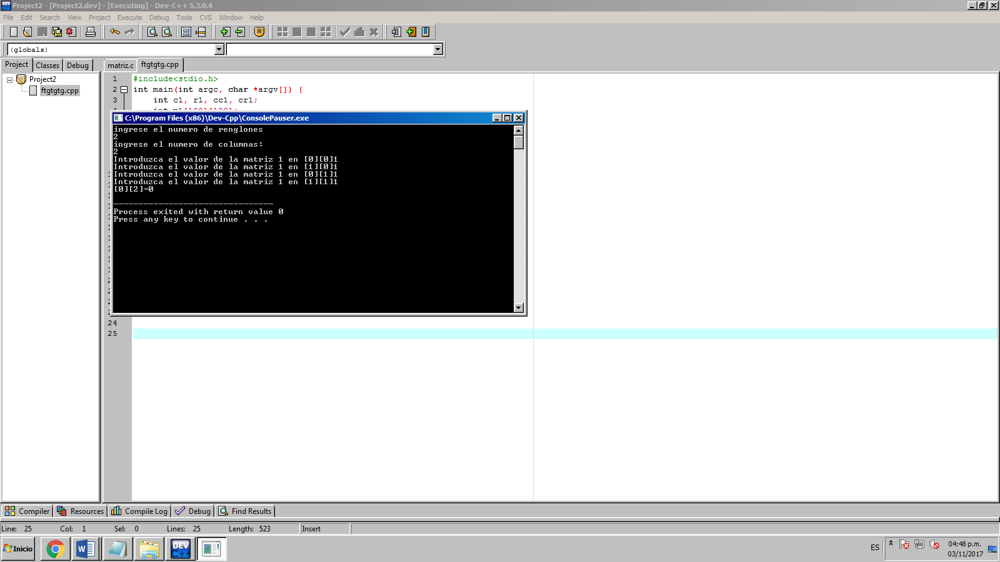 Project2 - [Project2.dev] - [Executing] - Dev-C++ 5.3.0.4
File Edit Search View Project Execute Debug Tools CVS Window Help
(globals)
Project Classes Debug matriz.c ftgtgtg.cpp
Project2
ftgtgtg.cpp
1 #include<stdio.h>
2 int main(int argc, char *argv[]) {
3 int c1, r1, cc1, cr1;
C:\Program Files (x86)\Dev-Cpp\ConsolePauser.exe
ingrese el numero de renglones
2
ingrese el numero de columnas:
2
Introduzca el valor de la matriz 1 en [0][0]1
Introduzca el valor de la matriz 1 en [1][0]1
Introduzca el valor de la matriz 1 en [0][1]1
Introduzca el valor de la matriz 1 en [1][1]1
[0][2]=0
--------------------------------
Process exited with return value 0
Press any key to continue . . .
24
25
Compiler Resources Compile Log Debug Find Results
Line: 25 Col: 1 Sel: 0 Lines: 25 Length: 523 Insert
Inicio
DEV C++
ES
04:48 p.m.
03/11/2017